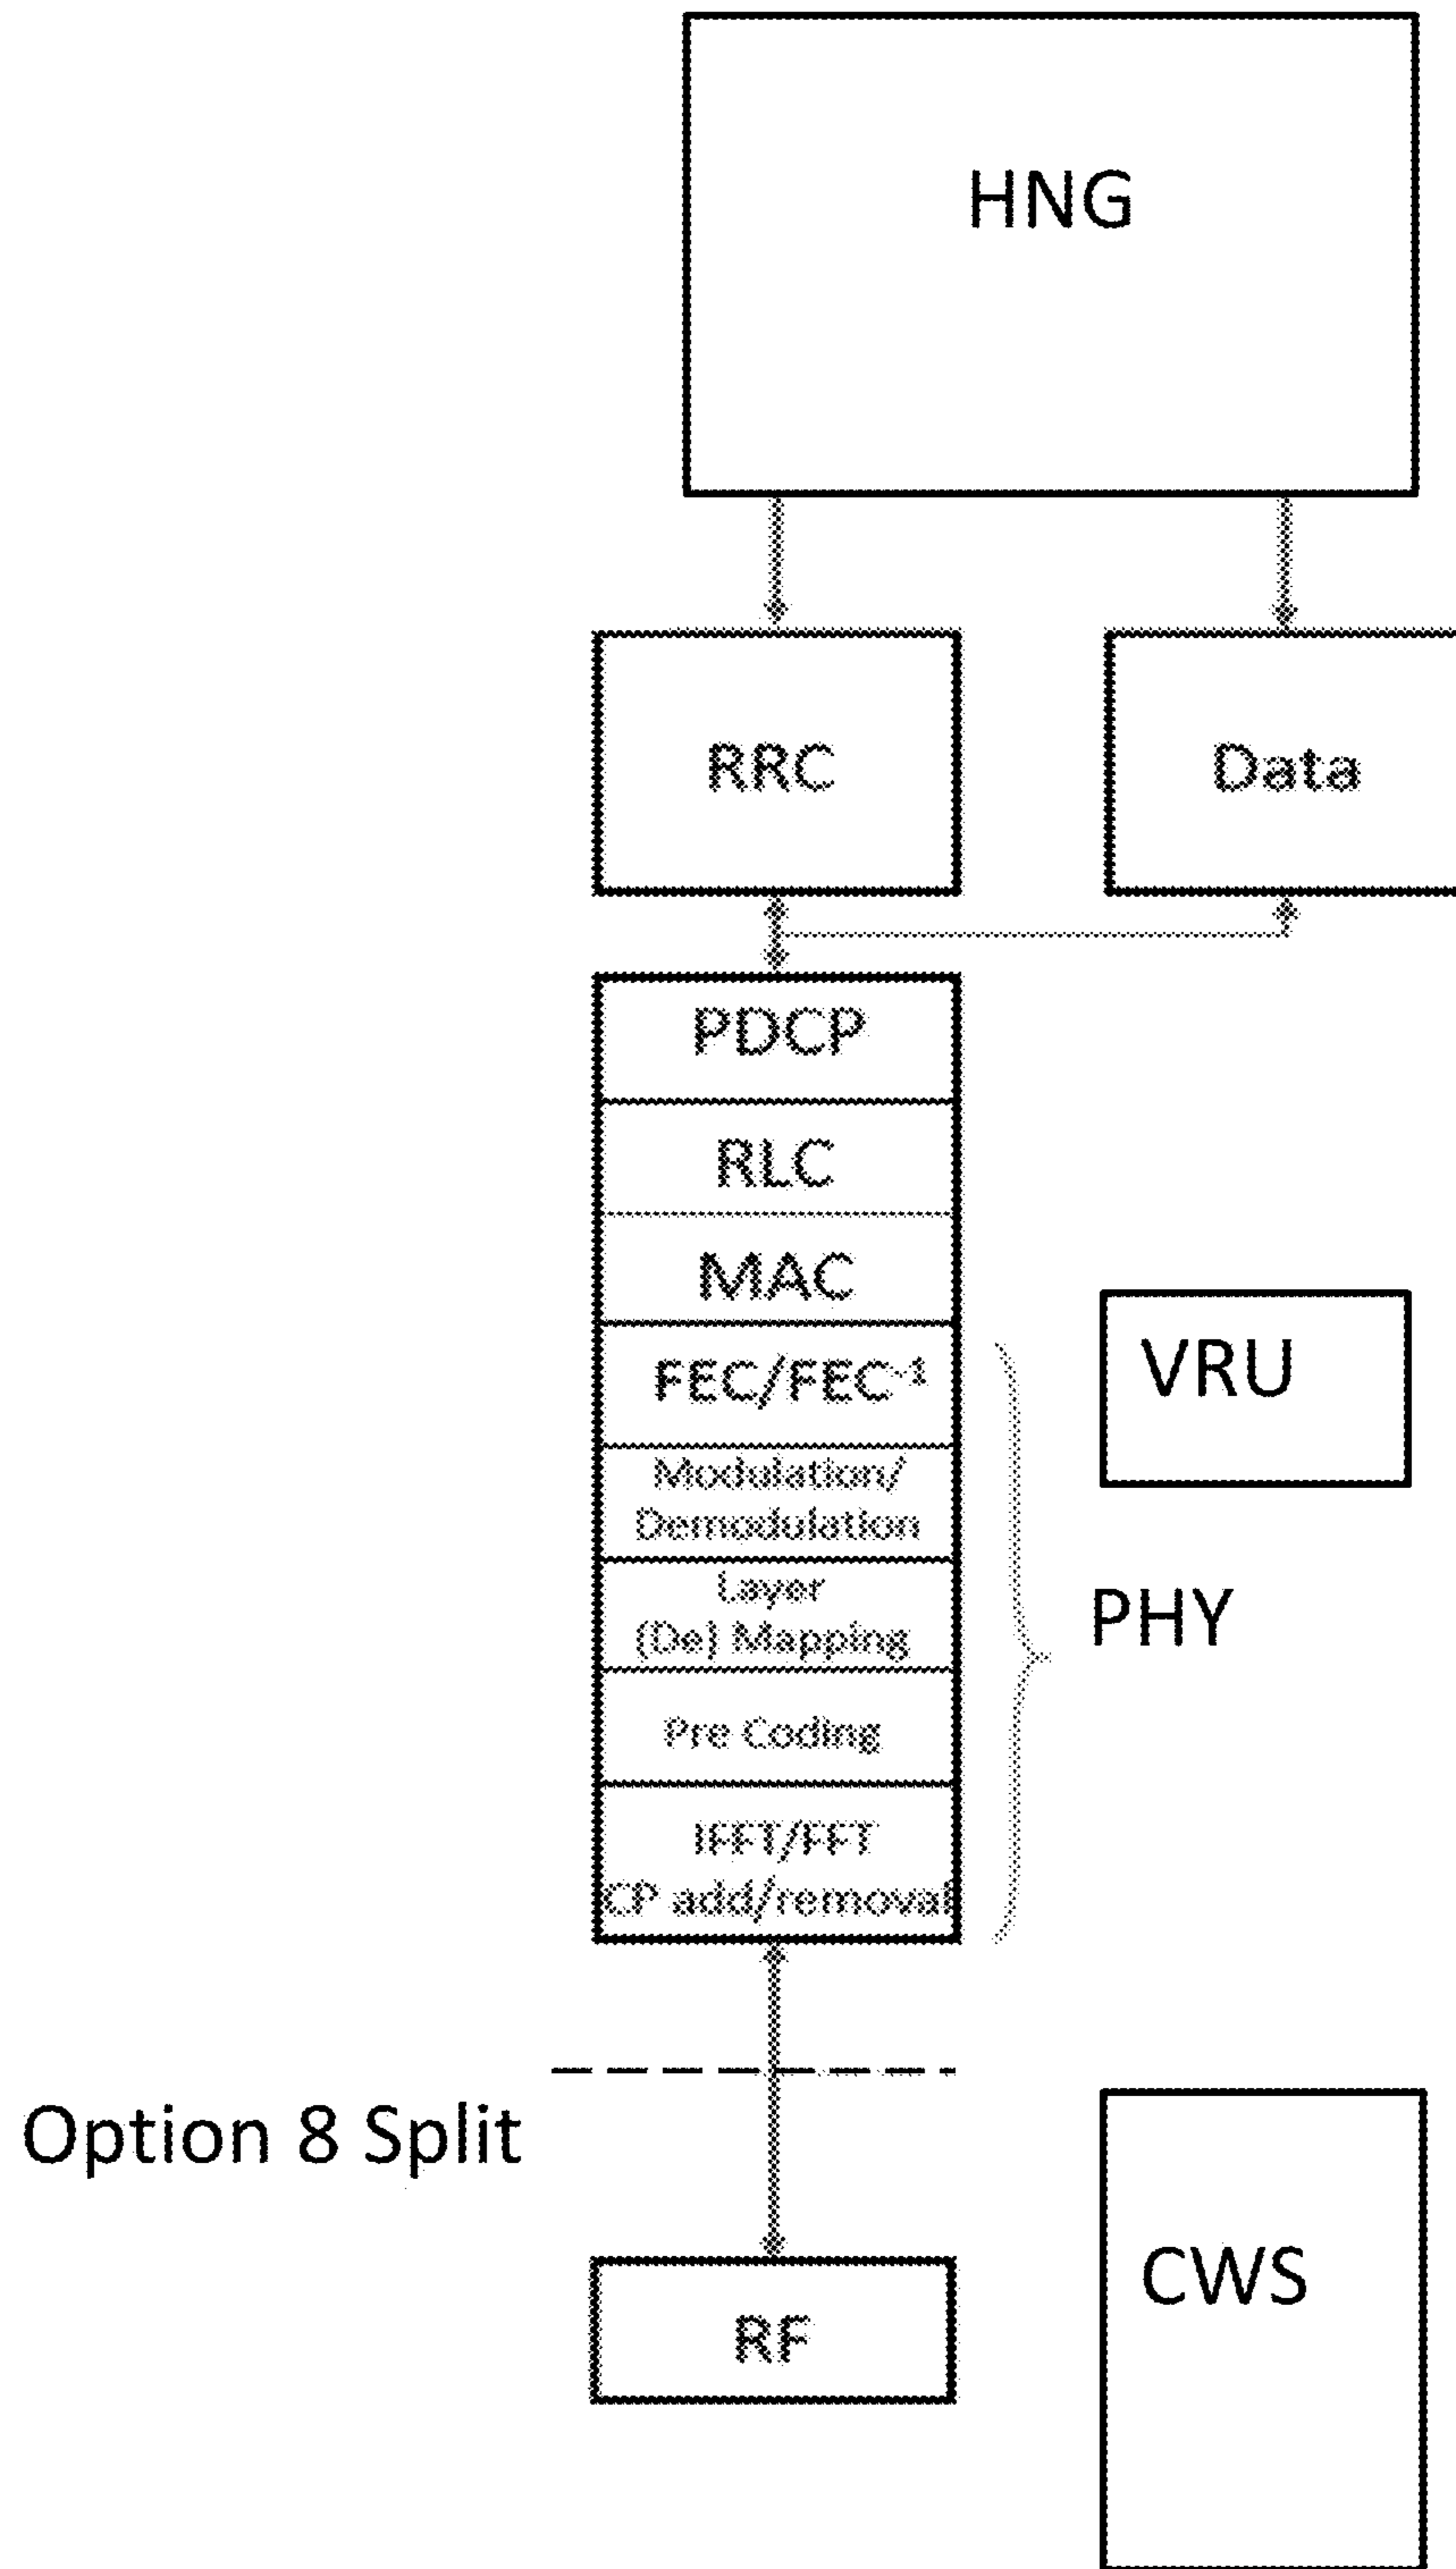 HNG
RRC
Data
PDCP
RLC
MAC
FEC/FEC⁻¹
VRU
Modulation/
Demodulation
Layer
(De) Mapping
PHY
Pre Coding
IFFT/FFT
CP add/removal
Option 8 Split
CWS
RF